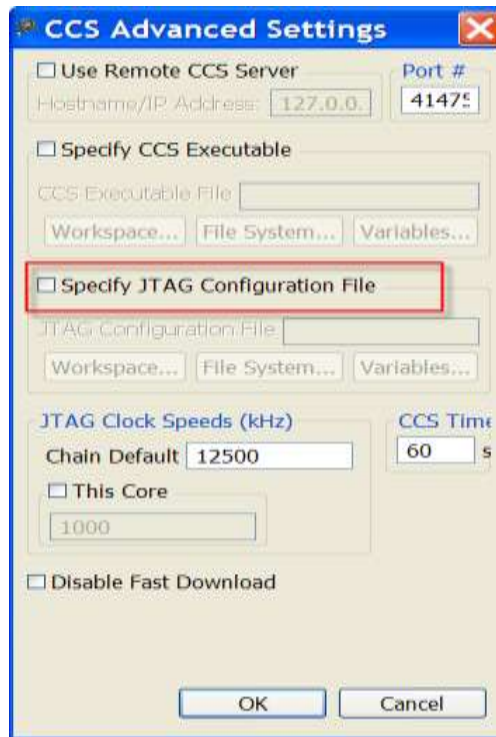 CCS Advanced Settings
Use Remote CCS Server
Port #
Hostname/IP Address: 127.0.0.
4147
Specify CCS Executable
CCS Executable File
Workspace... File System... Variables...
Specify JTAG Configuration File
JTAG Configuration File
Workspace... File System... Variables...
JTAG Clock Speeds (kHz)
CCS Time
Chain Default 12500
60 s
This Core
1000
Disable Fast Download
OK Cancel